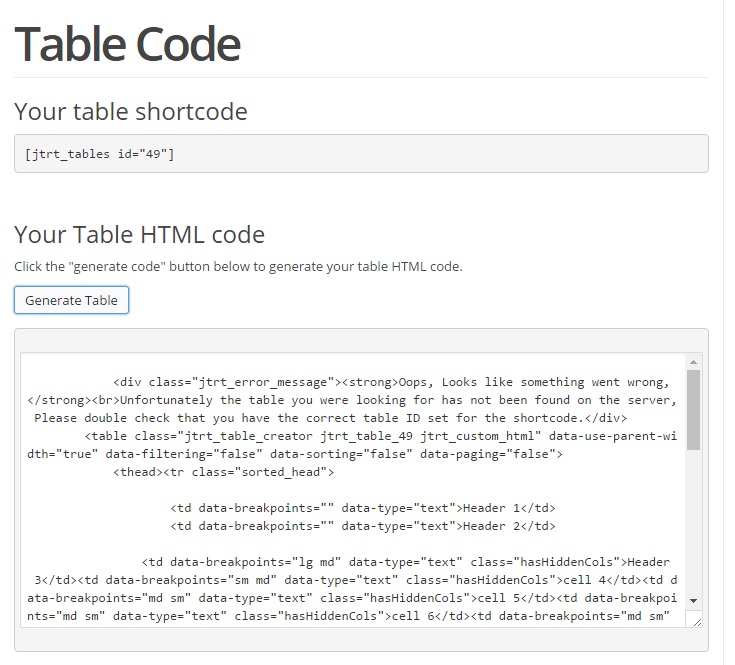 Table Code
Your table shortcode
[jtrt_tables id="49"]
Your Table HTML code
Click the "generate code" button below to generate your table HTML code.
Generate Table
<div class="jtrt_error_message"><strong>Oops, Looks like something went wrong,
</strong><br>Unfortunately the table you were looking for has not been found on the server,
Please double check that you have the correct table ID set for the shortcode.</div>
<table class="jtrt_table_creator jtrt_table_49 jtrt_custom_html" data-use-parent-wi
dth="true" data-filtering="false" data-sorting="false" data-paging="false">
<thead><tr class="sorted_head">
<td data-breakpoints="" data-type="text">Header 1</td>
<td data-breakpoints="" data-type="text">Header 2</td>
<td data-breakpoints="lg md" data-type="text" class="hasHiddenCols">Header
3</td><td data-breakpoints="sm md" data-type="text" class="hasHiddenCols">cell 4</td><td d
ata-breakpoints="md sm" data-type="text" class="hasHiddenCols">cell 5</td><td data-breakpoi
nts="md sm" data-type="text" class="hasHiddenCols">cell 6</td><td data-breakpoints="md sm"